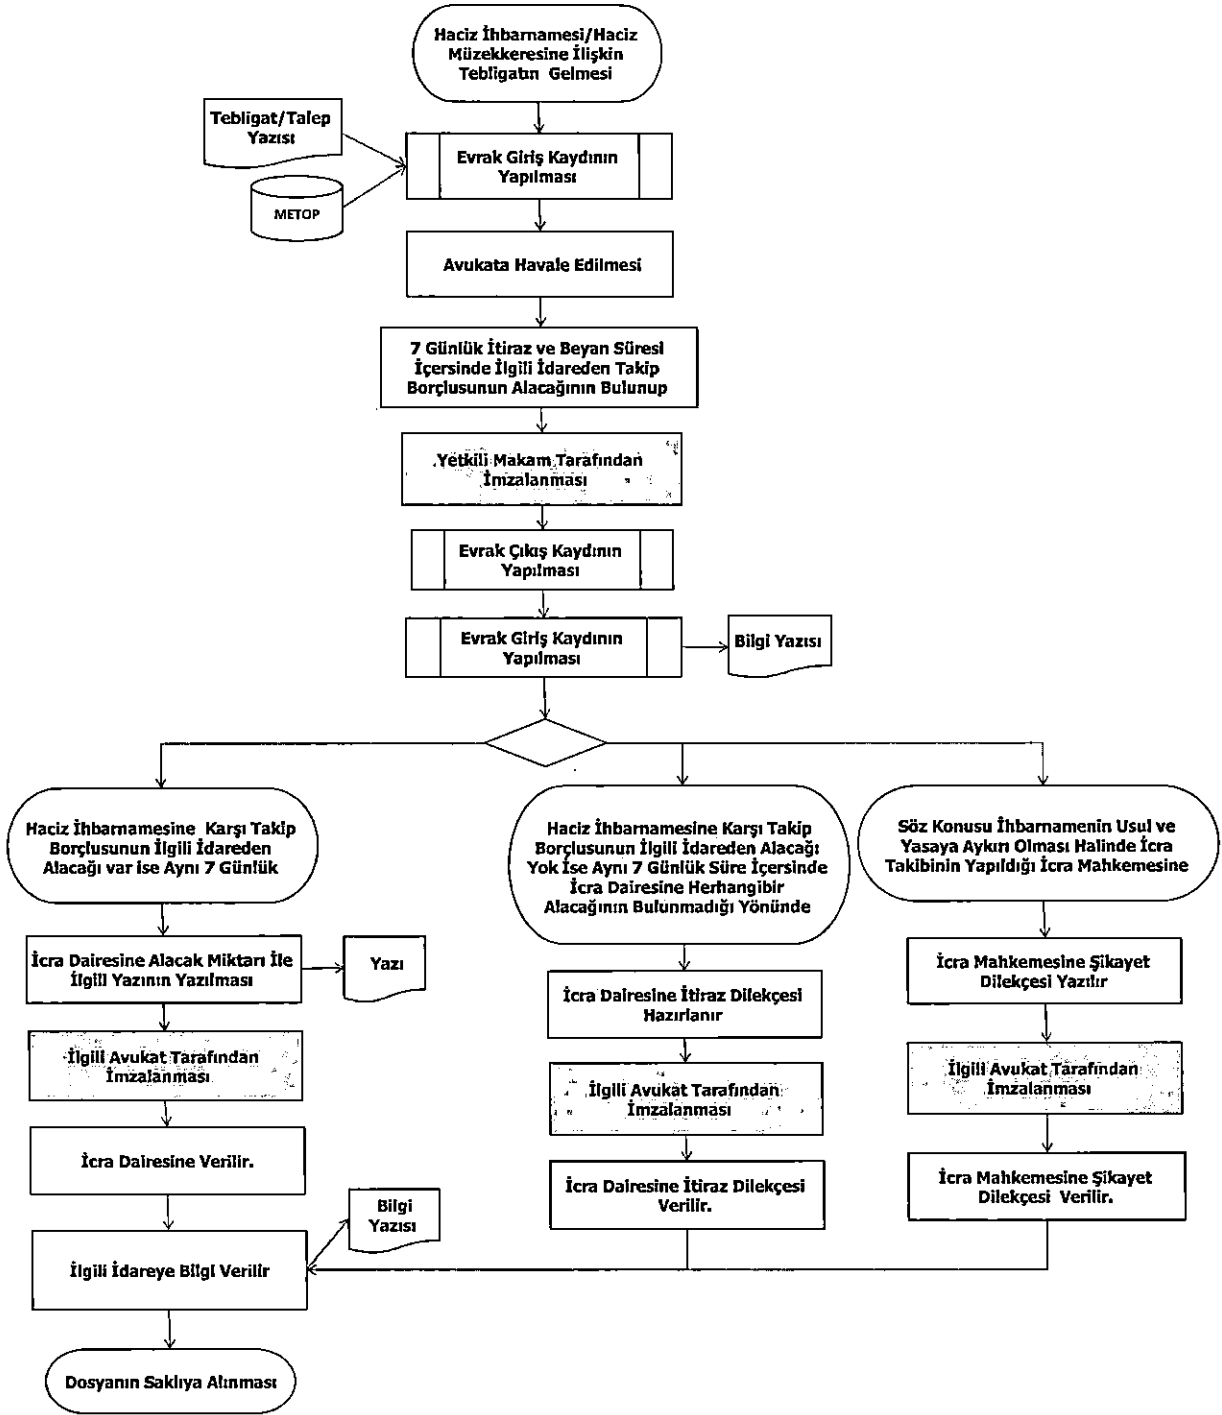 Haciz İhbarnamesi/Haciz
Müzekkeresine İlişkin
Tebligatın Gelmesi
Tebligat/Talep
Yazısı
Evrak Giriş Kaydının
Yapılması
METOP
Avukata Havale Edilmesi
7 Günlük İtiraz ve Beyan Süresi
İçersinde İlgili İdareden Takip
Borçlusunun Alacağının Bulunup
Yetkili Makam Tarafından
İmzalanması
Evrak Çıkış Kaydının
Yapılması
Evrak Giriş Kaydının
Yapılması
Bilgi Yazısı
Haciz İhbarnamesine Karşı Takip
Borçlusunun İlgili İdareden
Alacağı var ise Aynı 7 Günlük
Haciz İhbarnamesine Karşı Takip
Borçlusunun İlgili İdareden Alacağı
Yok İse Aynı 7 Günlük Süre İçersinde
İcra Dairesine Herhangibir
Alacağının Bulunmadığı Yönünde
Söz Konusu İhbarnamenin Usul ve
Yasaya Aykırı Olması Halinde İcra
Takibinin Yapıldığı İcra Mahkemesine
İcra Dairesine Alacak Miktarı İle
İlgili Yazının Yazılması
Yazı
İcra Dairesine İtiraz Dilekçesi
Hazırlanır
İcra Mahkemesine Şikayet
Dilekçesi Yazılır
İlgili Avukat Tarafından
İmzalanması
İlgili Avukat Tarafından
İmzalanması
İlgili Avukat Tarafından
İmzalanması
İcra Dairesine Verilir.
İcra Dairesine İtiraz Dilekçesi
Verilir.
İcra Mahkemesine Şikayet
Dilekçesi Verilir.
Bilgi
Yazısı
İlgili İdareye Bilgi Verilir
Dosyanın Saklıya Alınması